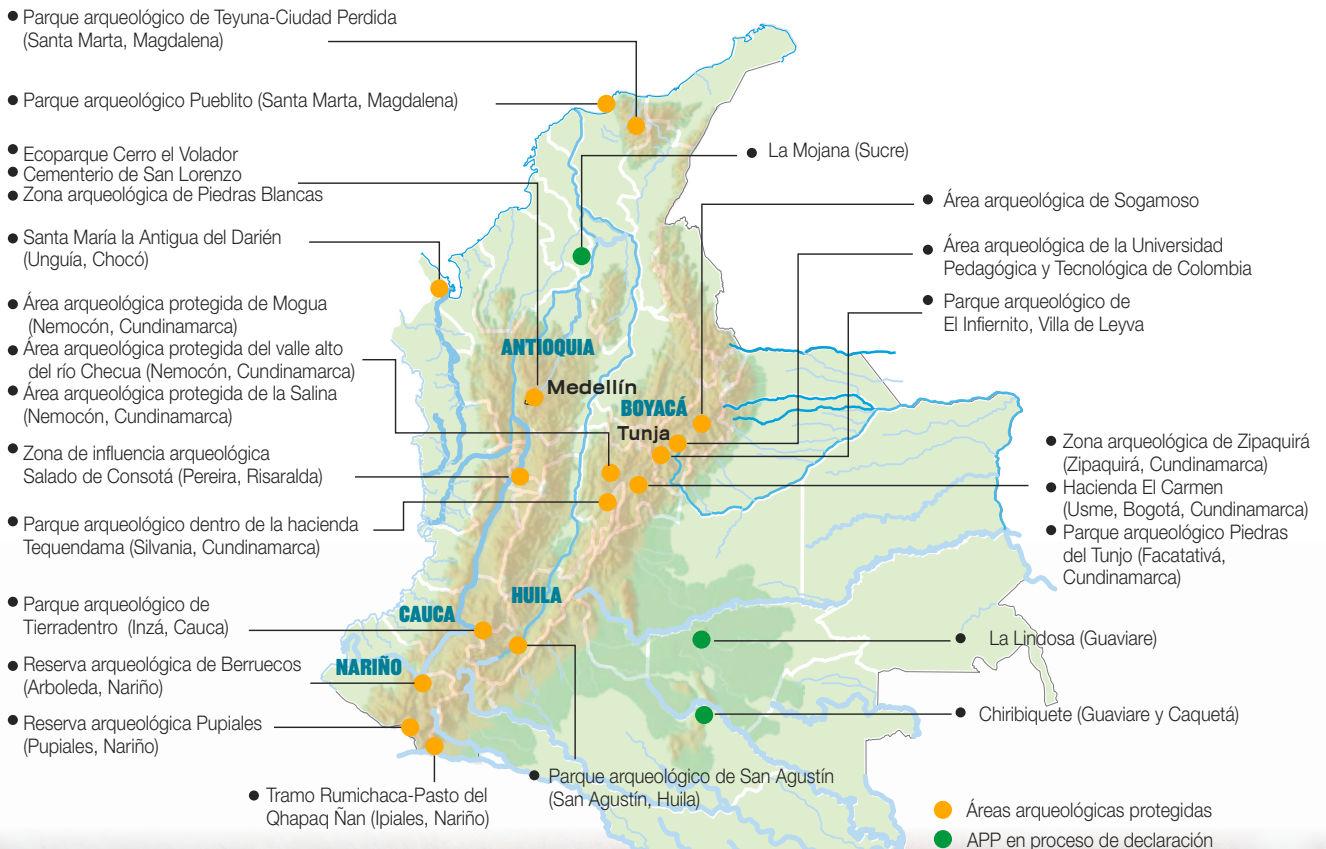 • Parque arqueológico de Teyuna-Ciudad Perdida
(Santa Marta, Magdalena)
• Parque arqueológico Pueblito (Santa Marta, Magdalena)
• Ecoparque Cerro el Volador
• Cementerio de San Lorenzo
• Zona arqueológica de Piedras Blancas
• Santa María la Antigua del Darién
(Unguía, Chocó)
• Área arqueológica protegida de Mogua
(Nemocón, Cundinamarca)
• Área arqueológica protegida del valle alto
del río Checua (Nemocón, Cundinamarca)
• Área arqueológica protegida de la Salina
(Nemocón, Cundinamarca)
• Zona de influencia arqueológica
Salado de Consotá (Pereira, Risaralda)
• Parque arqueológico dentro de la hacienda
Tequendama (Silvania, Cundinamarca)
• Parque arqueológico de
Tierradentro (Inzá, Cauca)
• Reserva arqueológica de Berruecos
(Arboleda, Nariño)
• Reserva arqueológica Pupiales
(Pupiales, Nariño)
• Tramo Rumichaca-Pasto del
Qhapaq Ñan (Ipiales, Nariño)
• Parque arqueológico de San Agustín
(San Agustín, Huila)
ANTIOQUIA
Medellín
BOYACÁ
Tunja
HUILA
CAUCA
NARIÑO
• La Mojana (Sucre)
• Área arqueológica de Sogamoso
• Área arqueológica de la Universidad
Pedagógica y Tecnológica de Colombia
• Parque arqueológico de
El Infiernito, Villa de Leyva
• Zona arqueológica de Zipaquirá
(Zipaquirá, Cundinamarca)
• Hacienda El Carmen
(Usme, Bogotá, Cundinamarca)
• Parque arqueológico Piedras
del Tunjo (Facatativá,
Cundinamarca)
• La Lindosa (Guaviare)
• Chiribiquete (Guaviare y Caquetá)
Áreas arqueológicas protegidas
APP en proceso de declaración